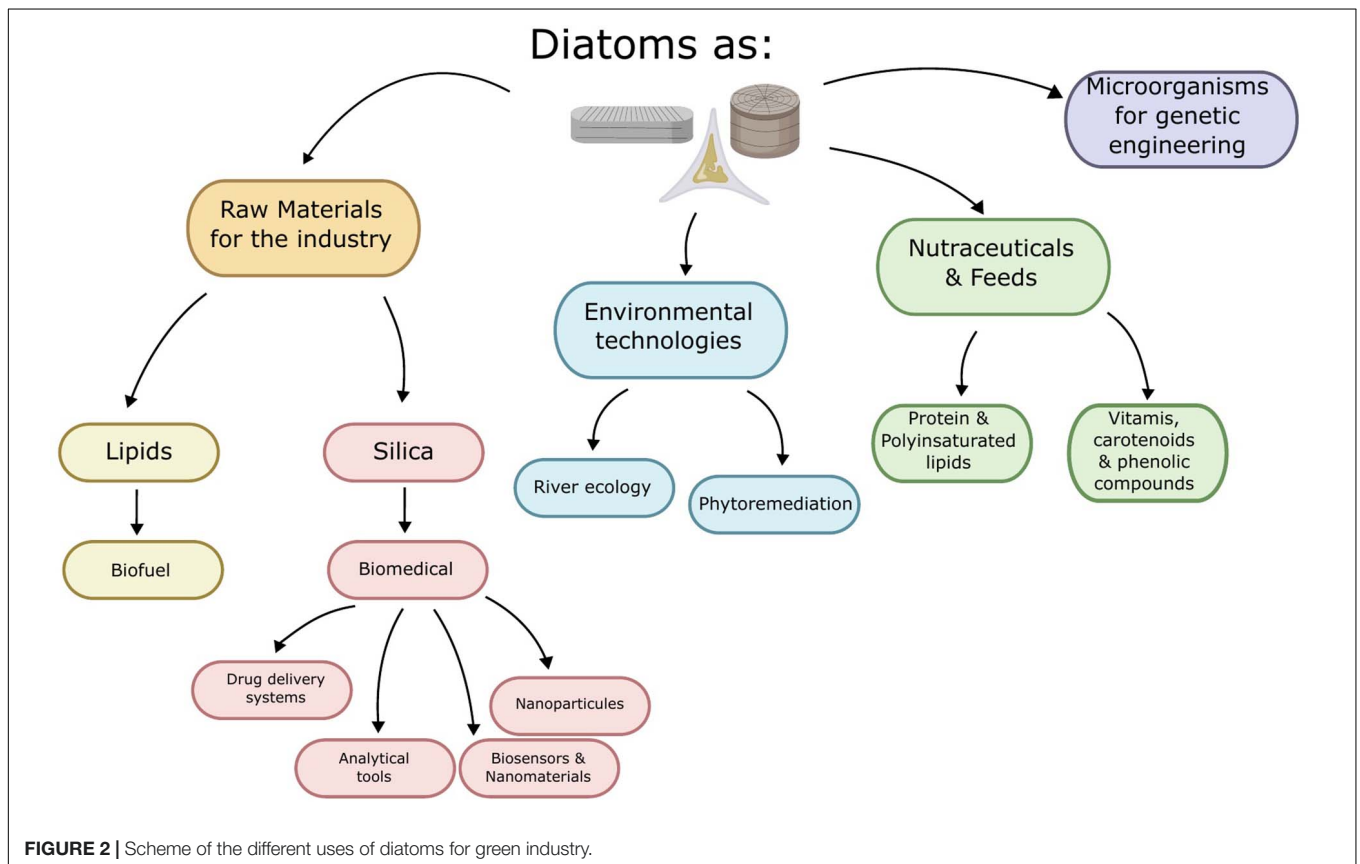 Diatoms as:
Microorganisms
for genetic
engineering
Raw Materials
for the industry
Nutraceuticals
& Feeds
Environmental
technologies
Lipids
Silica
Protein &
Polyinsaturated
lipids
Vitamis,
carotenoids
& phenolic
compounds
River ecology
Phytoremediation
Biofuel
Biomedical
Drug delivery
systems
Nanoparticules
Analytical
tools
Biosensors &
Nanomaterials
FIGURE 2 | Scheme of the different uses of diatoms for green industry.